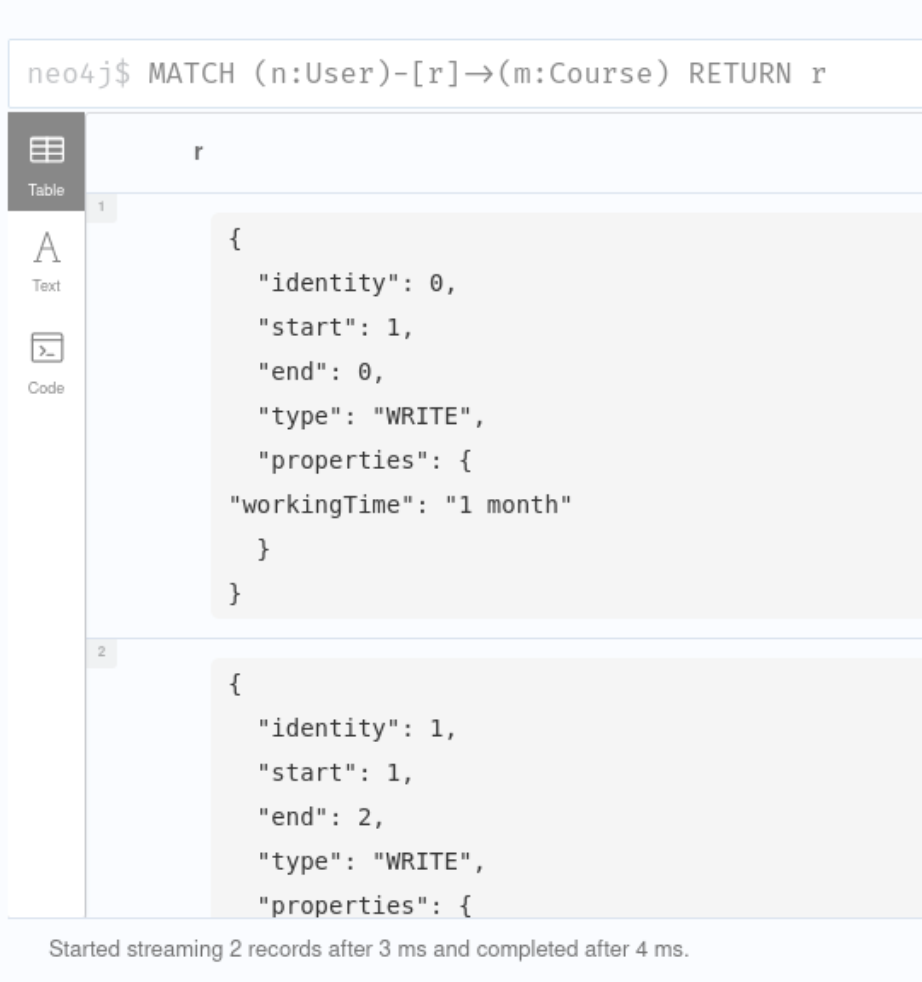 neo4j$ MATCH (n:User)-[r]->(m:Course) RETURN r
Table
r
1
{
"identity": 0,
"start": 1,
"end": 0,
"type": "WRITE",
"properties": {
"workingTime": "1 month"
}
}
Text
Code
2
{
"identity": 1,
"start": 1,
"end": 2,
"type": "WRITE",
"properties": {
Started streaming 2 records after 3 ms and completed after 4 ms.